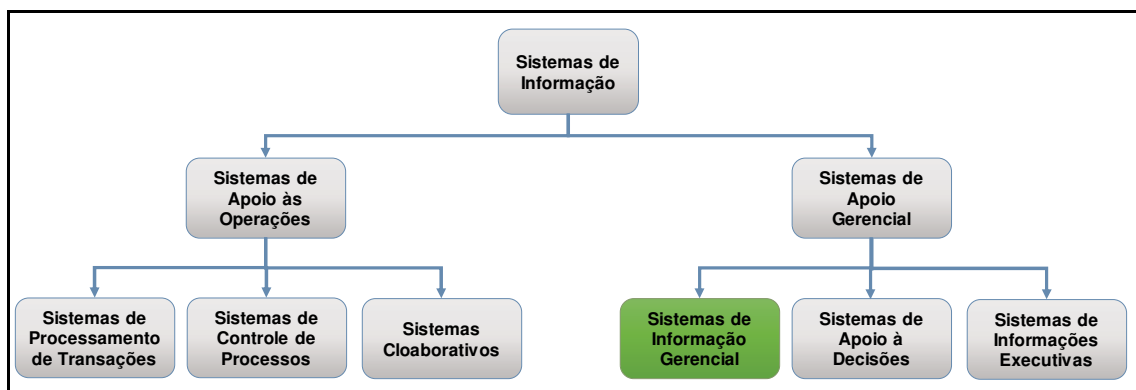 Sistemas de
Informação
Sistemas de
Apoio às
Operações
Sistemas de
Apoio
Gerencial
Sistemas de
Processamento
de Transações
Sistemas de
Controle de
Processos
Sistemas
Cloaborativos
Sistemas de
Informação
Gerencial
Sistemas de
Apoio à
Decisões
Sistemas de
Informações
Executivas